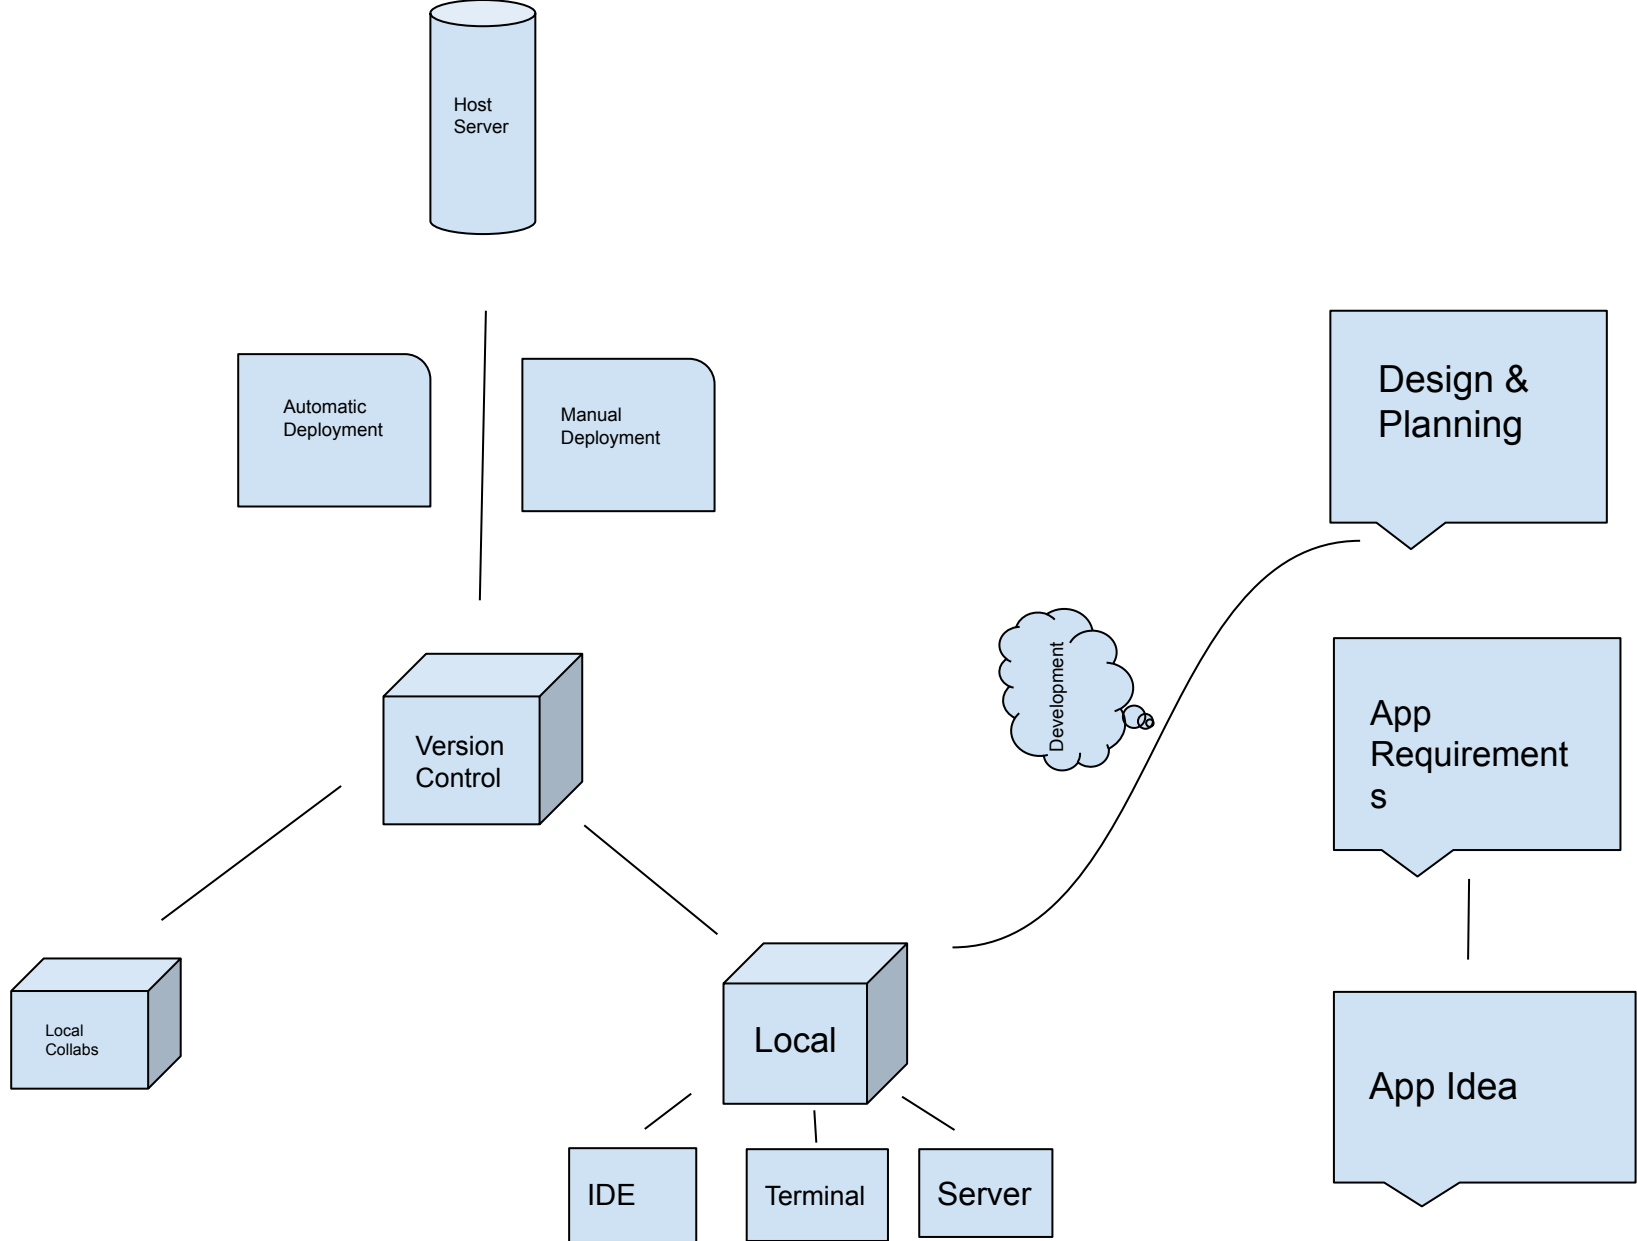 Host
Server
Automatic
Deployment
Manual
Deployment
Design &
Planning
Development
App
Requirement
s
Version
Control
Local
Collabs
Local
App Idea
IDE
Terminal
Server